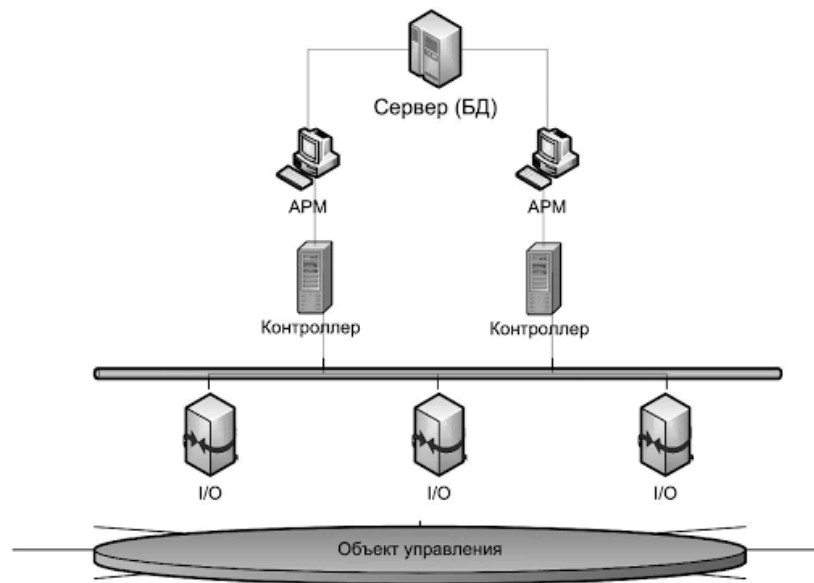 Сервер (БД)
АРМ
АРМ
Контроллер
Контроллер
I/O
I/O
I/O
Объект управления